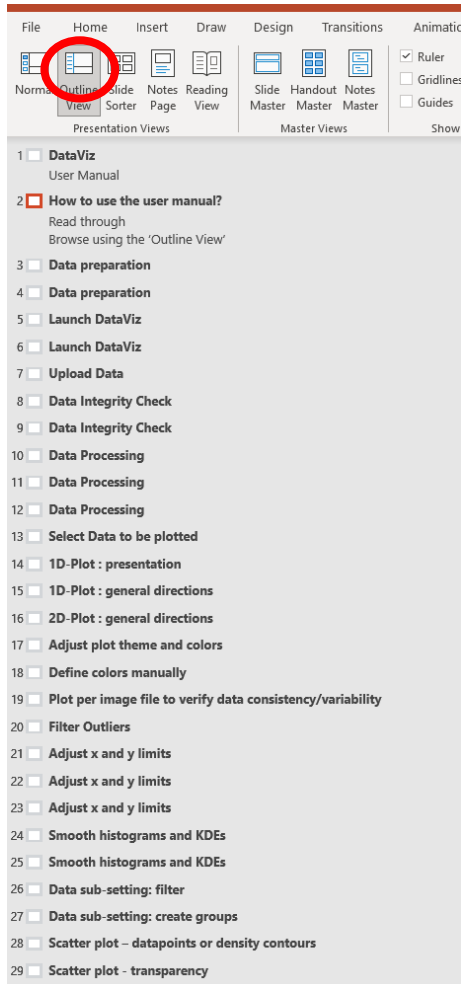 File Home Insert Draw Design Transitions Animatic
Normal Outline View Slide Sorter Notes Page Reading View Slide Master Handout Master Notes Master
Ruler
Gridlines
Guides
Presentation Views Master Views Show
1 DataViz
User Manual
2 How to use the user manual?
Read through
Browse using the ‘Outline View’
3 Data preparation
4 Data preparation
5 Launch DataViz
6 Launch DataViz
7 Upload Data
8 Data Integrity Check
9 Data Integrity Check
10 Data Processing
11 Data Processing
12 Data Processing
13 Select Data to be plotted
14 1D-Plot : presentation
15 1D-Plot : general directions
16 2D-Plot : general directions
17 Adjust plot theme and colors
18 Define colors manually
19 Plot per image file to verify data consistency/variability
20 Filter Outliers
21 Adjust x and y limits
22 Adjust x and y limits
23 Adjust x and y limits
24 Smooth histograms and KDEs
25 Smooth histograms and KDEs
26 Data sub-setting: filter
27 Data sub-setting: create groups
28 Scatter plot – datapoints or density contours
29 Scatter plot - transparency